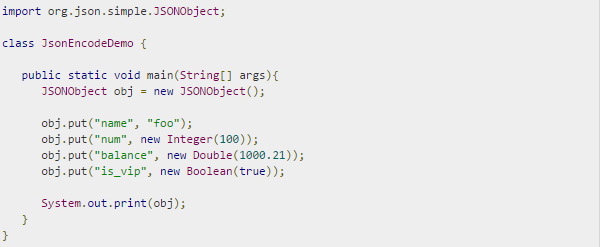 import org.json.simple.JSONObject;
class JsonEncodeDemo {
public static void main(String[] args){
JSONObject obj = new JSONObject();
obj.put("name", "foo");
obj.put("num", new Integer(100));
obj.put("balance", new Double(1000.21));
obj.put("is_vip", new Boolean(true));
System.out.print(obj);
}
}